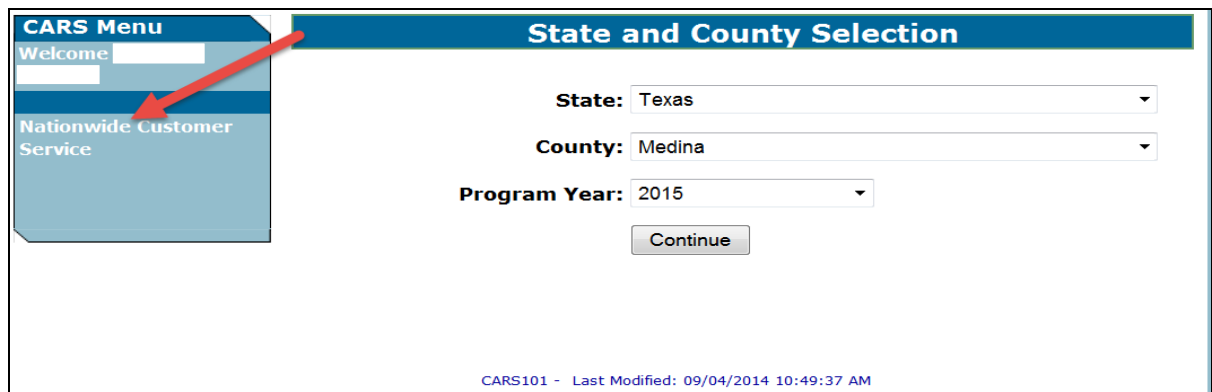 CARS Menu
Welcome
Nationwide Customer
Service
State and County Selection
State: Texas
County: Medina
Program Year: 2015
Continue
CARS101 - Last Modified: 09/04/2014 10:49:37 AM